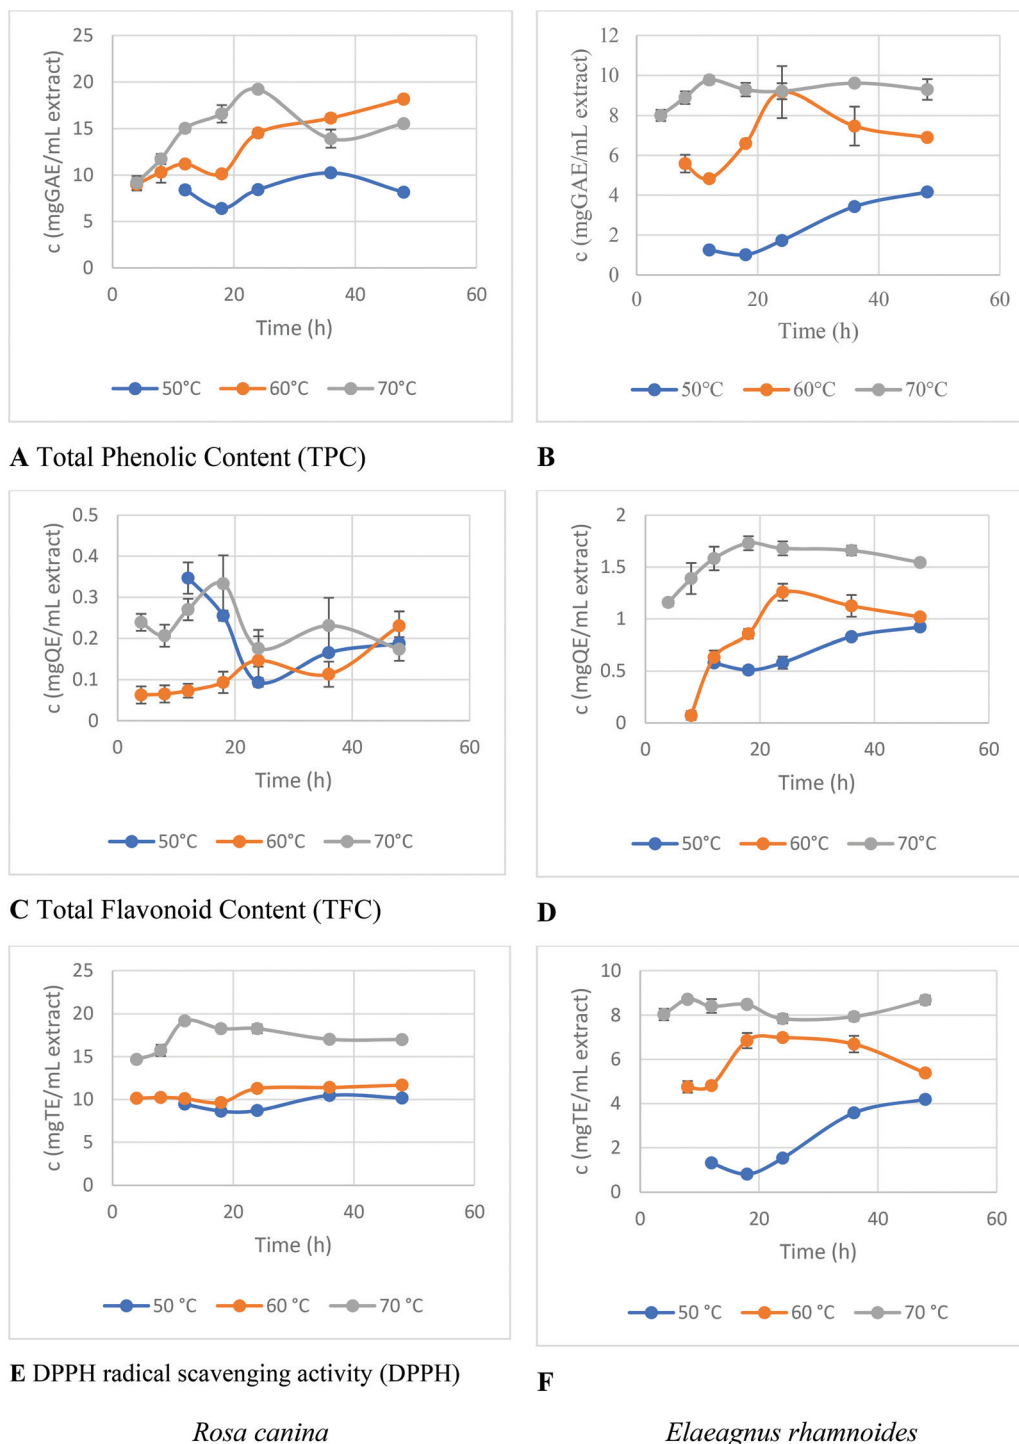 25
20
15
10
5
0
0 20 40 60
c (mgGAE/mL extract)
Time (h)
50°C 60°C 70°C
A Total Phenolic Content (TPC)
12
10
8
6
4
2
0
0 20 40 60
c (mgGAE/mL extract)
Time (h)
50°C 60°C 70°C
B
0.5
0.4
0.3
0.2
0.1
0
0 20 40 60
c (mgQE/mL extract)
Time (h)
50°C 60°C 70°C
C Total Flavonoid Content (TFC)
2
1.5
1
0.5
0
0 20 40 60
c (mgQE/mL extract)
Time (h)
50°C 60°C 70°C
D
25
20
15
10
5
0
0 20 40 60
c (mgTE/mL extract)
Time (h)
50 °C 60 °C 70 °C
E DPPH radical scavenging activity (DPPH)
10
8
6
4
2
0
0 20 40 60
c (mgTE/mL extract)
Time (h)
50 °C 60 °C 70 °C
F
Rosa canina
Elaeagnus rhamnoides